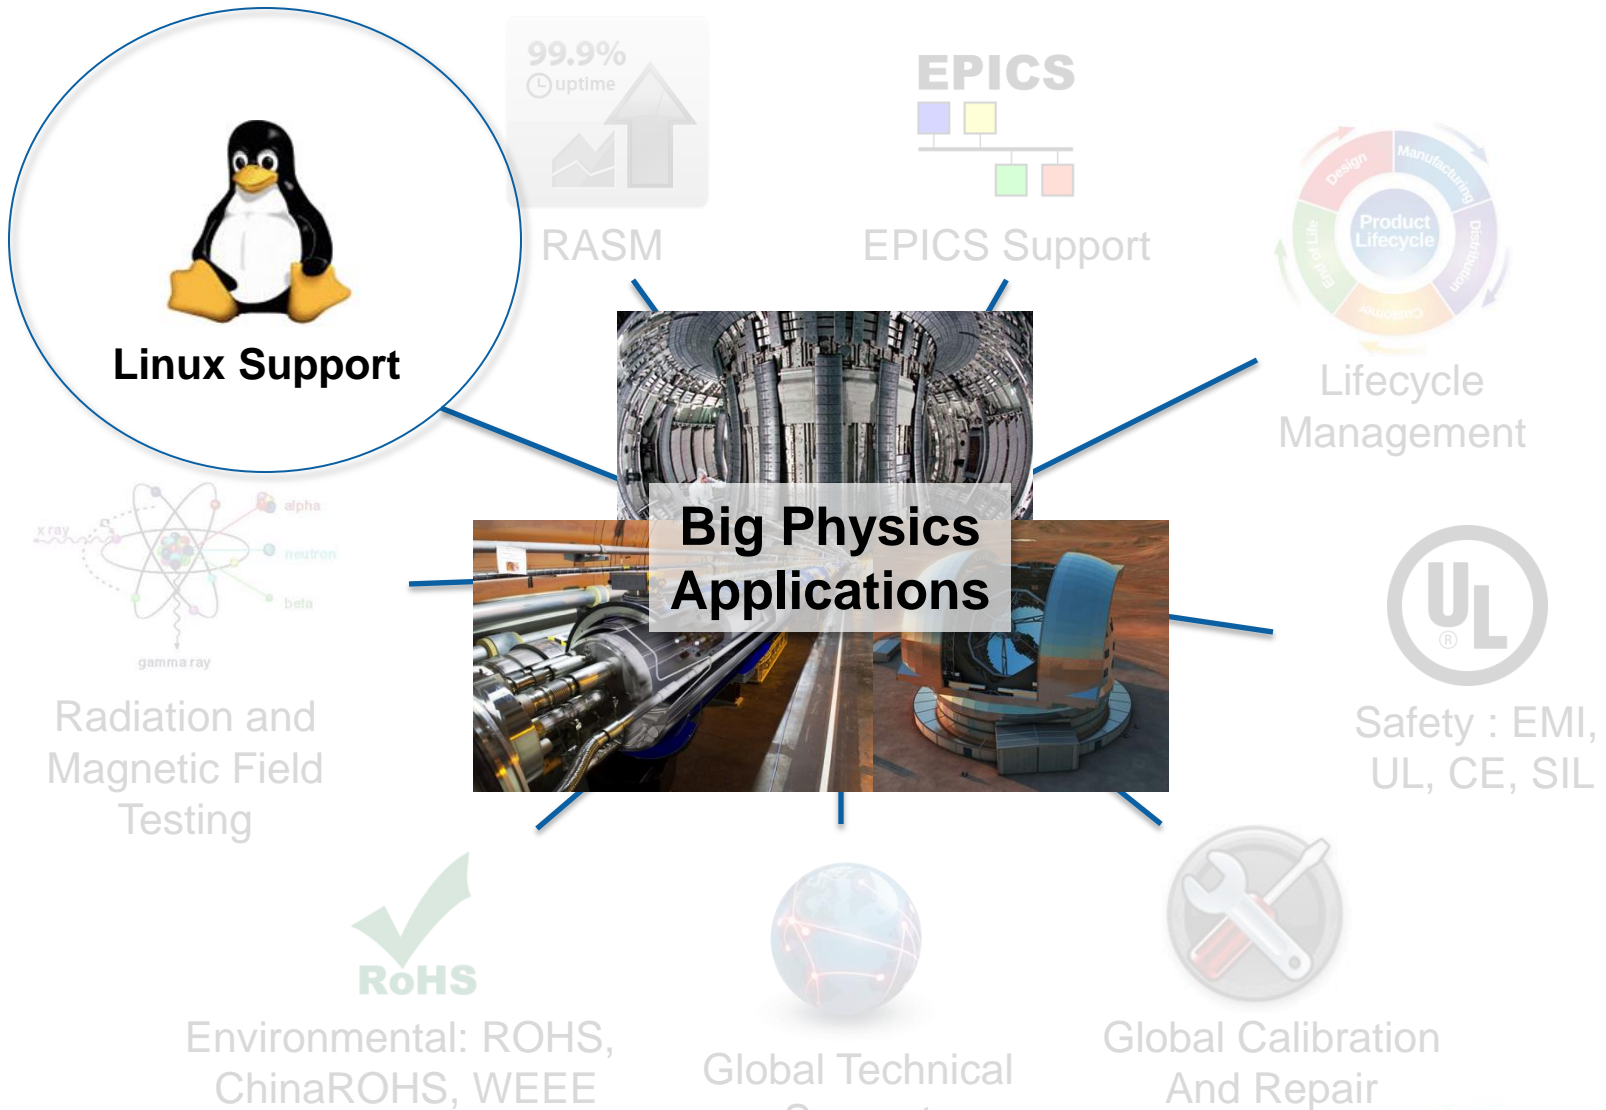 99.9%
uptime
RASM
EPICS
EPICS Support
Design
Manufacturing
Distribution
Customer
End of Life
Product
Lifecycle
Lifecycle
Management
Linux Support
Big Physics
Applications
x ray
alpha
neutron
beta
gamma ray
Radiation and
Magnetic Field
Testing
UL
®
Safety : EMI,
UL, CE, SIL
RoHS
Environmental: ROHS,
ChinaROHS, WEEE
Global Technical
Global Calibration
And Repair